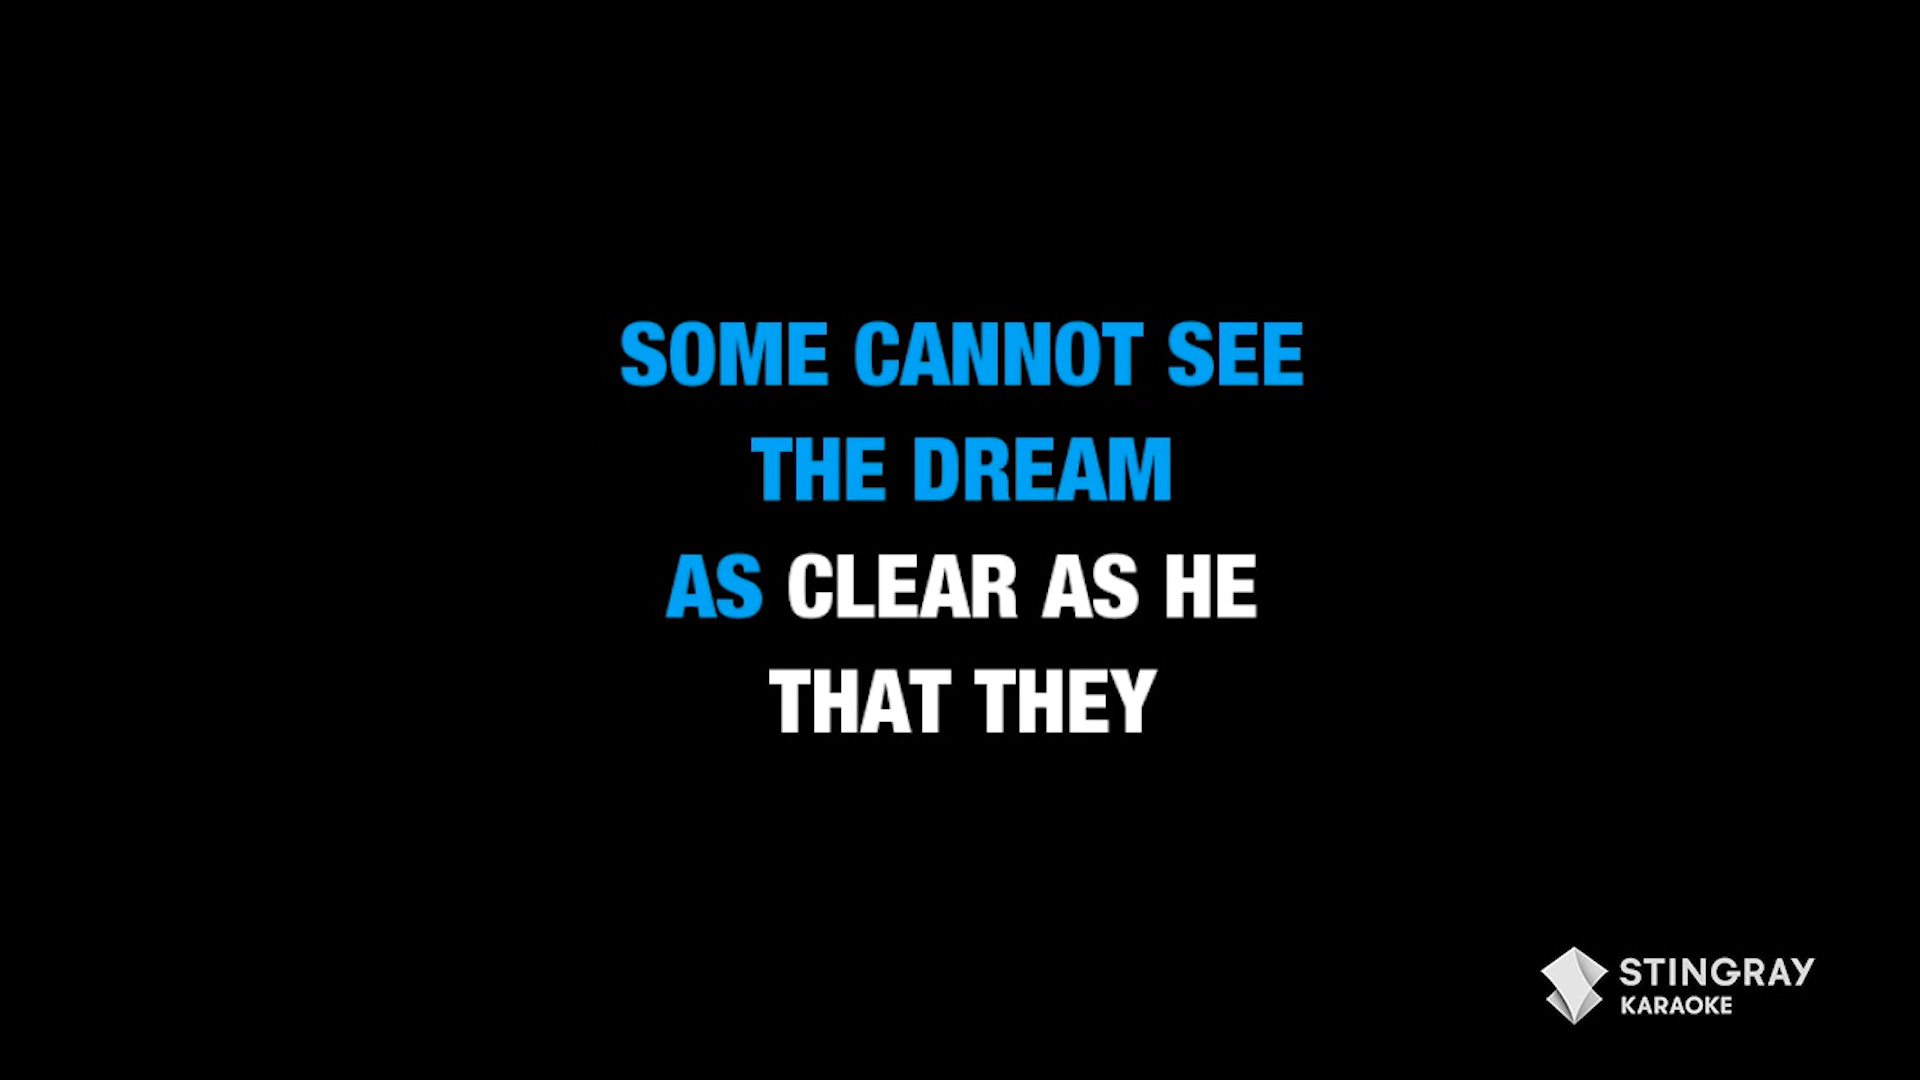 SOME CANNOT SEE
THE DREAM
AS CLEAR AS HE
THAT THEY
STINGRAY
KARAOKE